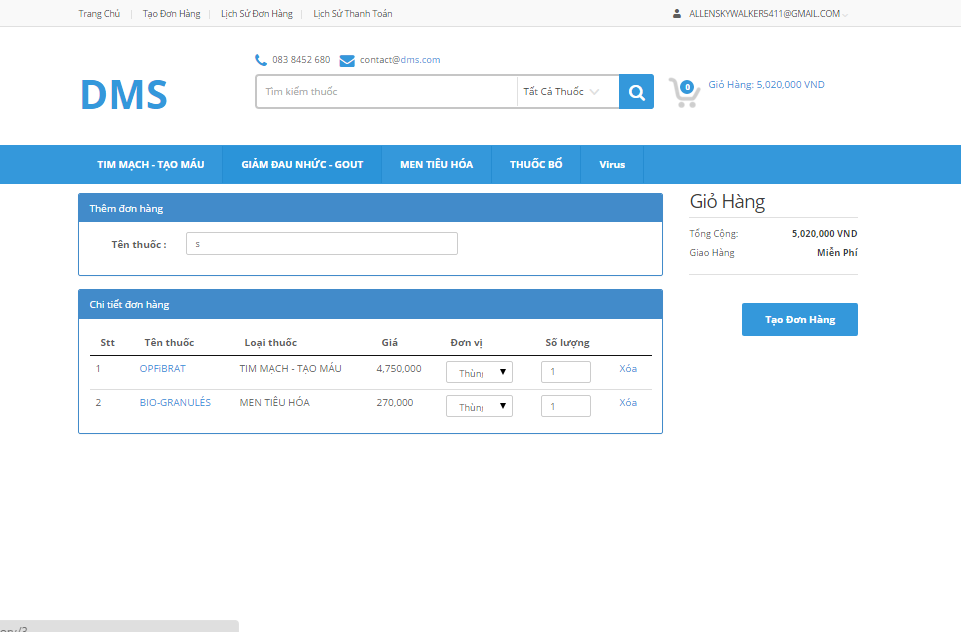 Trang Chủ Tạo Đơn Hàng Lịch Sử Đơn Hàng Lịch Sử Thanh Toán ALLENSKYWALKER5411@GMAIL.COM
083 8452 680 contact@dms.com
DMS
Tìm kiếm thuốc Tất Cả Thuốc 0 Giỏ Hàng: 5,020,000 VND
TIM MẠCH - TẠO MÁU GIẢM ĐAU NHỨC - GOUT MEN TIÊU HÓA THUỐC BỔ Virus
Thêm đơn hàng
Tên thuốc : s
Giỏ Hàng
Tổng Cộng: 5,020,000 VND
Giao Hàng Miễn Phí
Tạo Đơn Hàng
Chi tiết đơn hàng
Stt Tên thuốc Loại thuốc Giá Đơn vị Số lượng
1 OPFIBRAT TIM MẠCH - TẠO MÁU 4,750,000 Thùng 1 Xóa
2 BIO-GRANULES MEN TIÊU HÓA 270,000 Thùng 1 Xóa